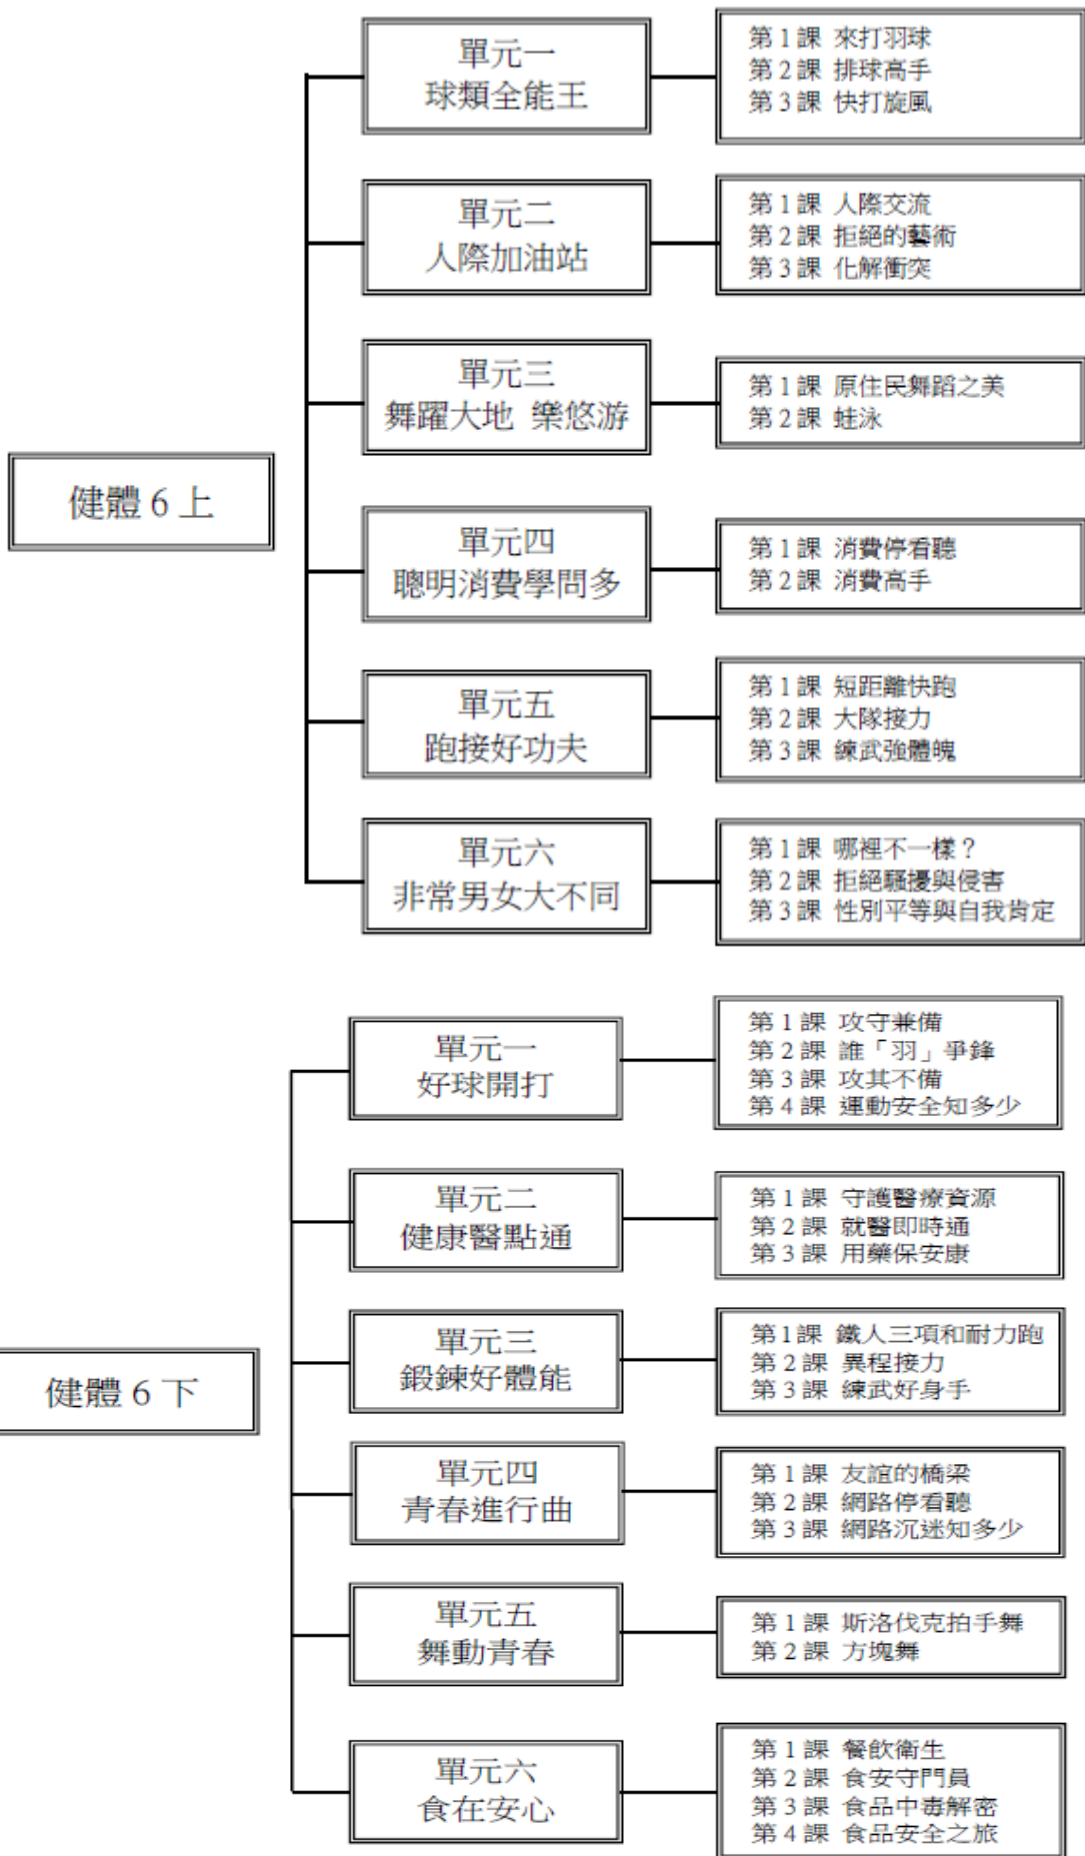 健體 6 上
單元一
球類全能王
第 1 課 來打羽球
第 2 課 排球高手
第 3 課 快打旋風
單元二
人際加油站
第 1 課 人際交流
第 2 課 拒絕的藝術
第 3 課 化解衝突
單元三
舞躍大地 樂悠游
第 1 課 原住民舞蹈之美
第 2 課 蛙泳
單元四
聰明消費學問多
第 1 課 消費停看聽
第 2 課 消費高手
單元五
跑接好功夫
第 1 課 短距離快跑
第 2 課 大隊接力
第 3 課 練武強體魄
單元六
非常男女大不同
第 1 課 哪裡不一樣？
第 2 課 拒絕騷擾與侵害
第 3 課 性別平等與自我肯定
健體 6 下
單元一
好球開打
第 1 課 攻守兼備
第 2 課 誰「羽」爭鋒
第 3 課 攻其不備
第 4 課 運動安全知多少
單元二
健康醫點通
第 1 課 守護醫療資源
第 2 課 就醫即時通
第 3 課 用藥保安康
單元三
鍛鍊好體能
第 1 課 鐵人三項和耐力跑
第 2 課 異程接力
第 3 課 練武好身手
單元四
青春進行曲
第 1 課 友誼的橋梁
第 2 課 網路停看聽
第 3 課 網路沉迷知多少
單元五
舞動青春
第 1 課 斯洛伐克拍手舞
第 2 課 方塊舞
單元六
食在安心
第 1 課 餐飲衛生
第 2 課 食安守門員
第 3 課 食品中毒解密
第 4 課 食品安全之旅